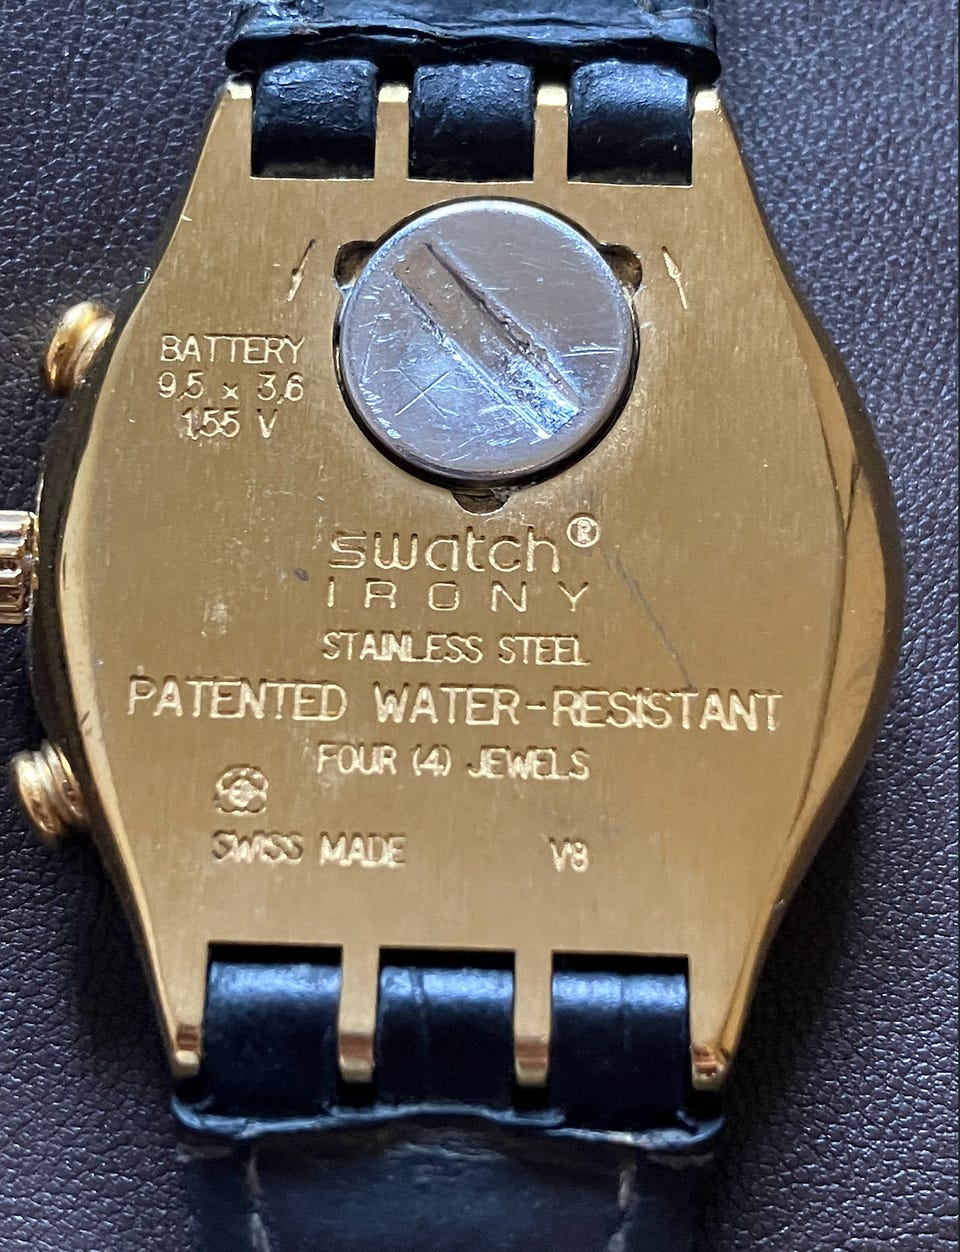 BATTERY
9,5 x 3,6
1,55 V
swatch®
IRONY
STAINLESS STEEL
PATENTED WATER-RESISTANT
FOUR (4) JEWELS
SWISS MADE V8